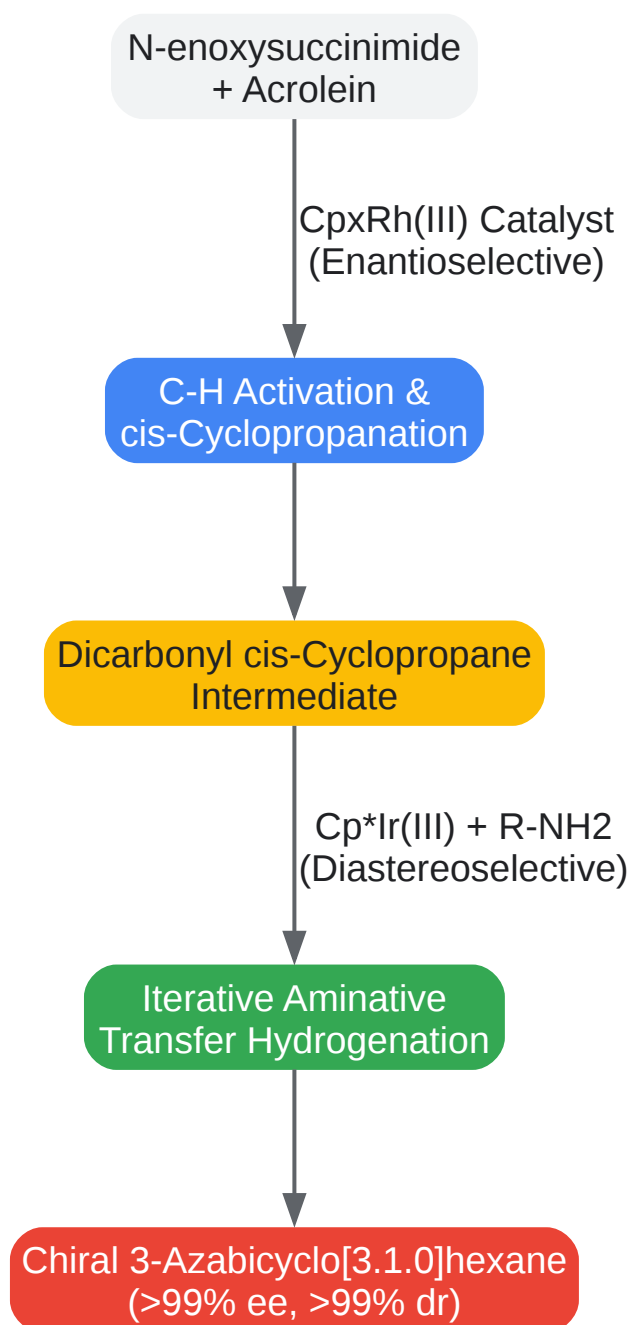 N-enoxysuccinimide
+ Acrolein
CpxRh(III) Catalyst
(Enantioselective)
C-H Activation &
cis-Cyclopropanation
Dicarbonyl cis-Cyclopropane
Intermediate
Cp*Ir(III) + R-NH2
(Diastereoselective)
Iterative Aminative
Transfer Hydrogenation
Chiral 3-Azabicyclo[3.1.0]hexane
(>99% ee, >99% dr)